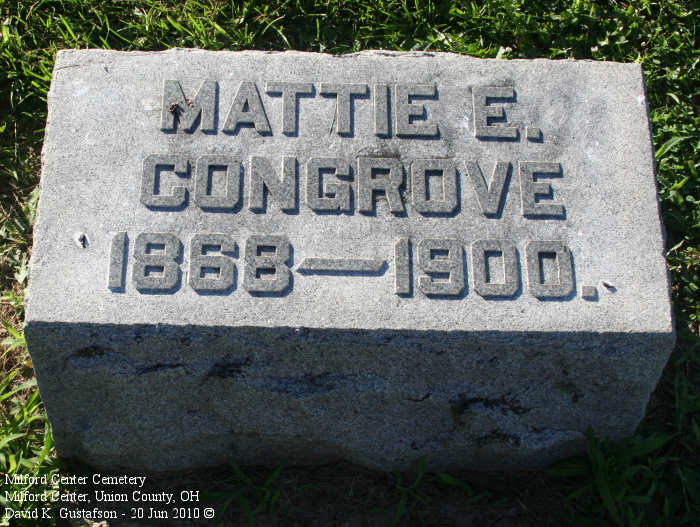 MATTIE E.
CONGROVE
1868—1900.
Milford Center Cemetery
Milford Center, Union County, OH
David K. Gustafson - 20 Jun 2010 ©